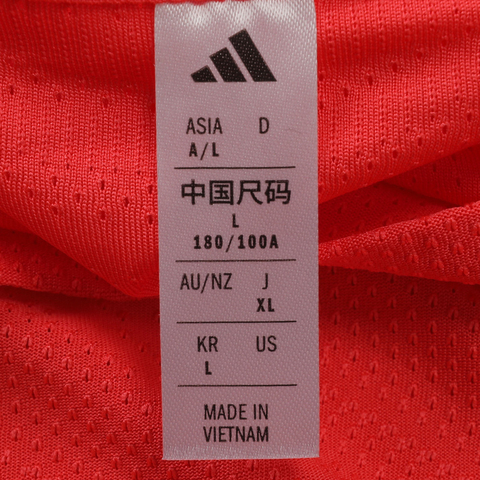 ASIA D
A/L
中国尺码
L
180/100A
AU/NZ J
XL
KR US
L
MADE IN
VIETNAM